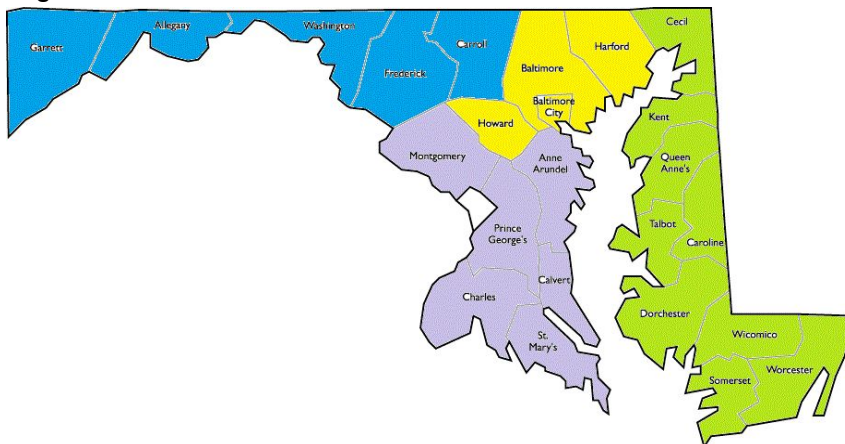 Cecil
Allegany
Washington
Garrett
Carroll
Harford
Frederick
Baltimore
Baltimore
City
Kent
Howard
Montgomery
Anne
Arundel
Queen
Anne's
Talbot
Prince
George's
Caroline
Calvert
Charles
Dorchester
St.
Mary's
Wicomico
Somerset
Worcester